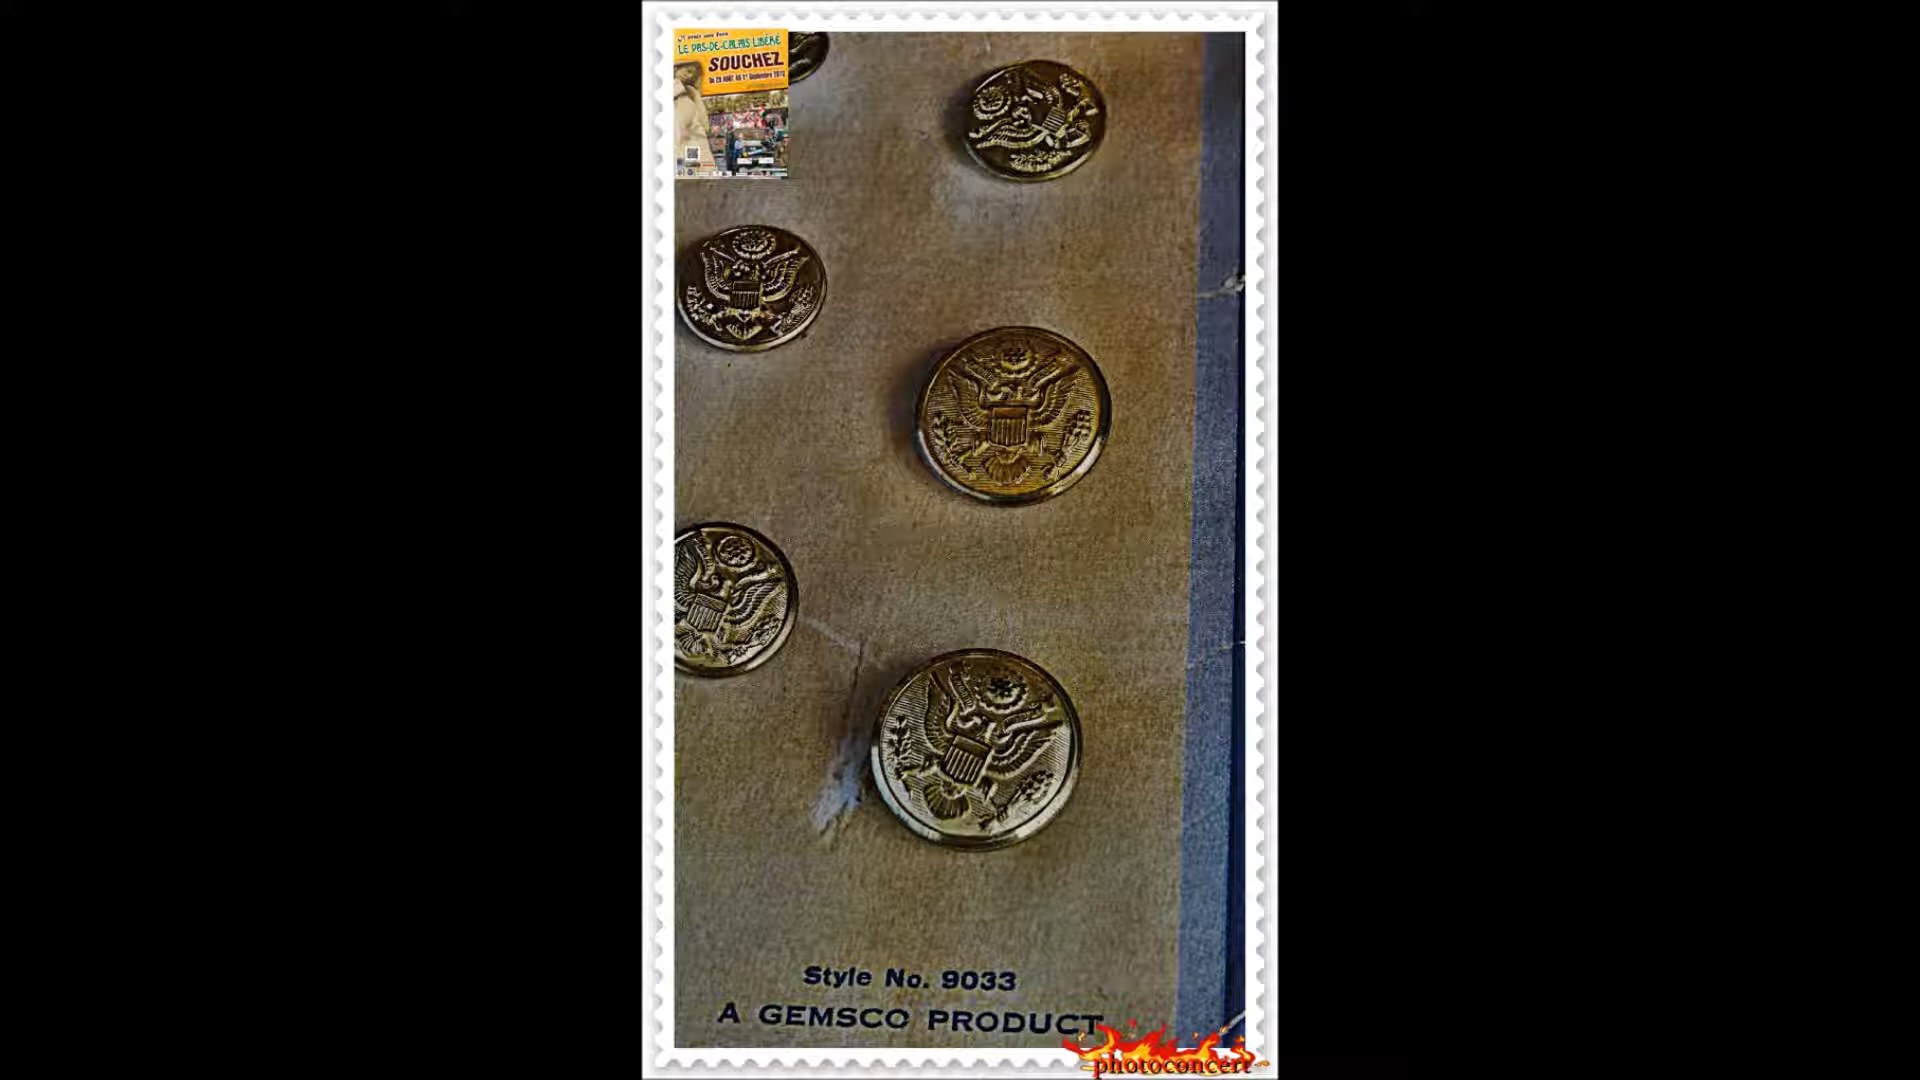 LE PAS-DE-CALAIS LIBÉRÉ
SOUCHEZ
Style No. 9033
A GEMSCO PRODUCT
photoconcert